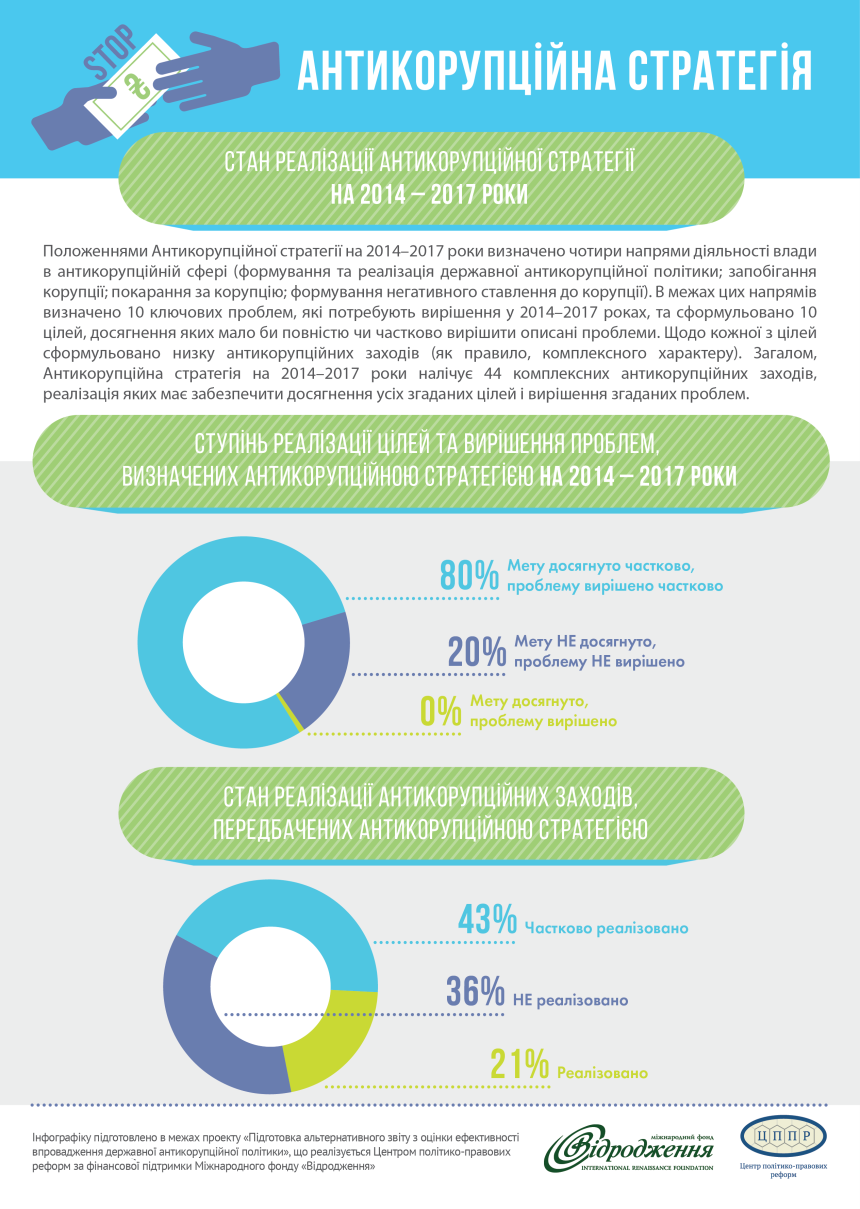 STOP
₴
АНТИКОРУПЦІЙНА СТРАТЕГІЯ
СТАН РЕАЛІЗАЦІЇ АНТИКОРУПЦІЙНОЇ СТРАТЕГІЇ
НА 2014 – 2017 РОКИ
Положеннями Антикорупційної стратегії на 2014–2017 роки визначено чотири напрями діяльності влади
в антикорупційній сфері (формування та реалізація державної антикорупційної політики; запобігання
корупції; покарання за корупцію; формування негативного ставлення до корупції). В межах цих напрямів
визначено 10 ключових проблем, які потребують вирішення у 2014–2017 роках, та сформульовано 10
цілей, досягнення яких мало би повністю чи частково вирішити описані проблеми. Щодо кожної з цілей
сформульовано низку антикорупційних заходів (як правило, комплексного характеру). Загалом,
Антикорупційна стратегія на 2014–2017 роки налічує 44 комплексних антикорупційних заходів,
реалізація яких має забезпечити досягнення усіх згаданих цілей і вирішення згаданих проблем.
СТУПІНЬ РЕАЛІЗАЦІЇ ЦІЛЕЙ ТА ВИРІШЕННЯ ПРОБЛЕМ,
ВИЗНАЧЕНИХ АНТИКОРУПЦІЙНОЮ СТРАТЕГІЄЮ НА 2014 – 2017 РОКИ
80% Мету досягнуто частково,
проблему вирішено частково
20% Мету НЕ досягнуто,
проблему НЕ вирішено
0% Мету досягнуто,
проблему вирішено
СТАН РЕАЛІЗАЦІЇ АНТИКОРУПЦІЙНИХ ЗАХОДІВ,
ПЕРЕДБАЧЕНИХ АНТИКОРУПЦІЙНОЮ СТРАТЕГІЄЮ
43% Частково реалізовано
36% НЕ реалізовано
21% Реалізовано
Інфографіку підготовлено в межах проекту «Підготовка альтернативного звіту з оцінки ефективності
впровадження державної антикорупційної політики», що реалізується Центром політико-правових
реформ за фінансової підтримки Міжнародного фонду «Відродження»
міжнародний фонд
Відродження
INTERNATIONAL RENAISSANCE FOUNDATION
ЦППР
Центр політико-правових
реформ